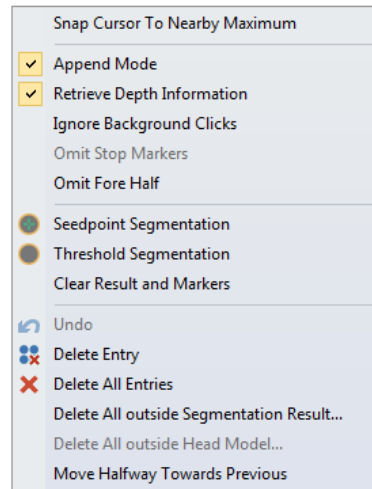 Snap Cursor To Nearby Maximum
Append Mode
Retrieve Depth Information
Ignore Background Clicks
Omit Stop Markers
Omit Fore Half
Seedpoint Segmentation
Threshold Segmentation
Clear Result and Markers
Undo
Delete Entry
Delete All Entries
Delete All outside Segmentation Result...
Delete All outside Head Model...
Move Halfway Towards Previous